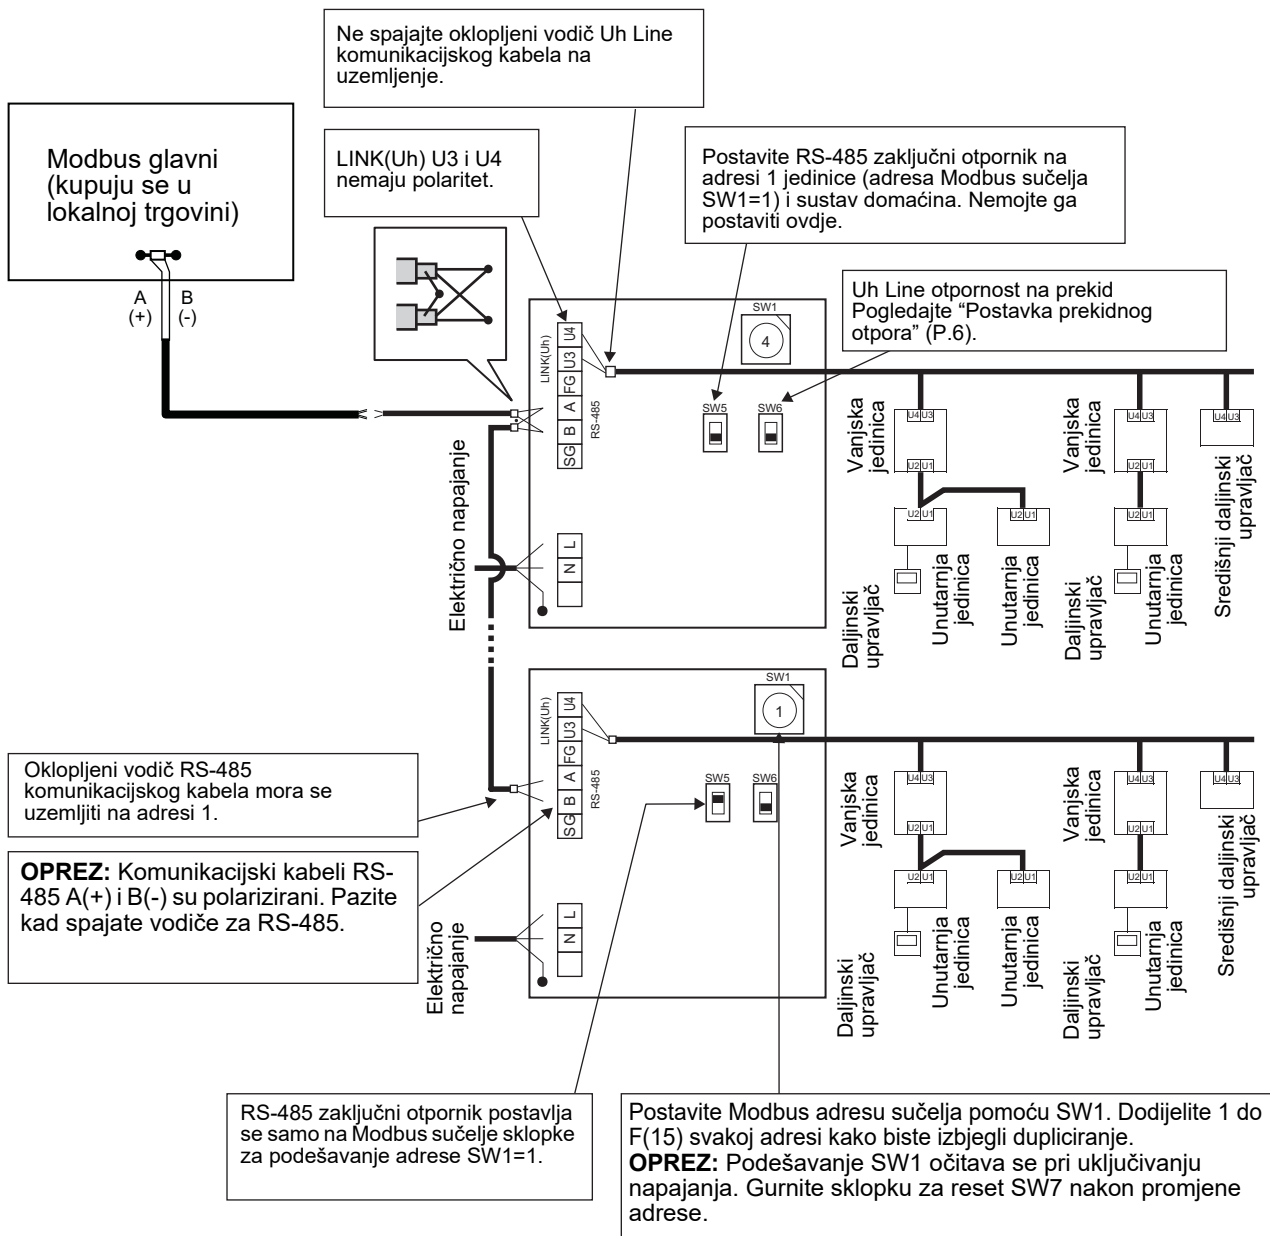 Ne spajajte oklopljeni vodič Uh Line
komunikacijskog kabela na
uzemljenje.
Modbus glavni
(kupuju se u
lokalnoj trgovini)
A
(+)
B
(-)
LINK(Uh) U3 i U4
nemaju polaritet.
Postavite RS-485 zaključni otpornik na
adresi 1 jedinice (adresa Modbus sučelja
SW1=1) i sustav domaćina. Nemojte ga
postaviti ovdje.
Uh Line otpornost na prekid
Pogledajte “Postavka prekidnog
otpora” (P.6).
LINK(Uh)
U4
U3
FG
A
B
SG
RS-485
SW1
4
SW5
SW6
Električno napajanje
L
N
Vanjska
jedinica
U4 U3
U2 U1
U2 U1
U2 U1
Daljinski
upravljač
Unutarnja
jedinica
Unutarnja
jedinica
Vanjska
jedinica
U4 U3
U2 U1
U2 U1
Daljinski
upravljač
Unutarnja
jedinica
U4 U3
Središnji daljinski
upravljač
LINK(Uh)
U4
U3
FG
A
B
SG
RS-485
SW1
1
SW5
SW6
Električno
napajanje
L
N
Vanjska
jedinica
U4 U3
U2 U1
U2 U1
U2 U1
Daljinski
upravljač
Unutarnja
jedinica
Unutarnja
jedinica
Vanjska
jedinica
U4 U3
U2 U1
U2 U1
Daljinski
upravljač
Unutarnja
jedinica
U4 U3
Središnji daljinski
upravljač
Oklopljeni vodič RS-485
komunikacijskog kabela mora se
uzemljiti na adresi 1.
OPREZ: Komunikacijski kabeli RS-
485 A(+) i B(-) su polarizirani. Pazite
kad spajate vodiče za RS-485.
RS-485 zaključni otpornik postavlja
se samo na Modbus sučelje sklopke
za podešavanje adrese SW1=1.
Postavite Modbus adresu sučelja pomoću SW1. Dodijelite 1 do
F(15) svakoj adresi kako biste izbjegli dupliciranje.
OPREZ: Podešavanje SW1 očitava se pri uključivanju
napajanja. Gurnite sklopku za reset SW7 nakon promjene
adrese.